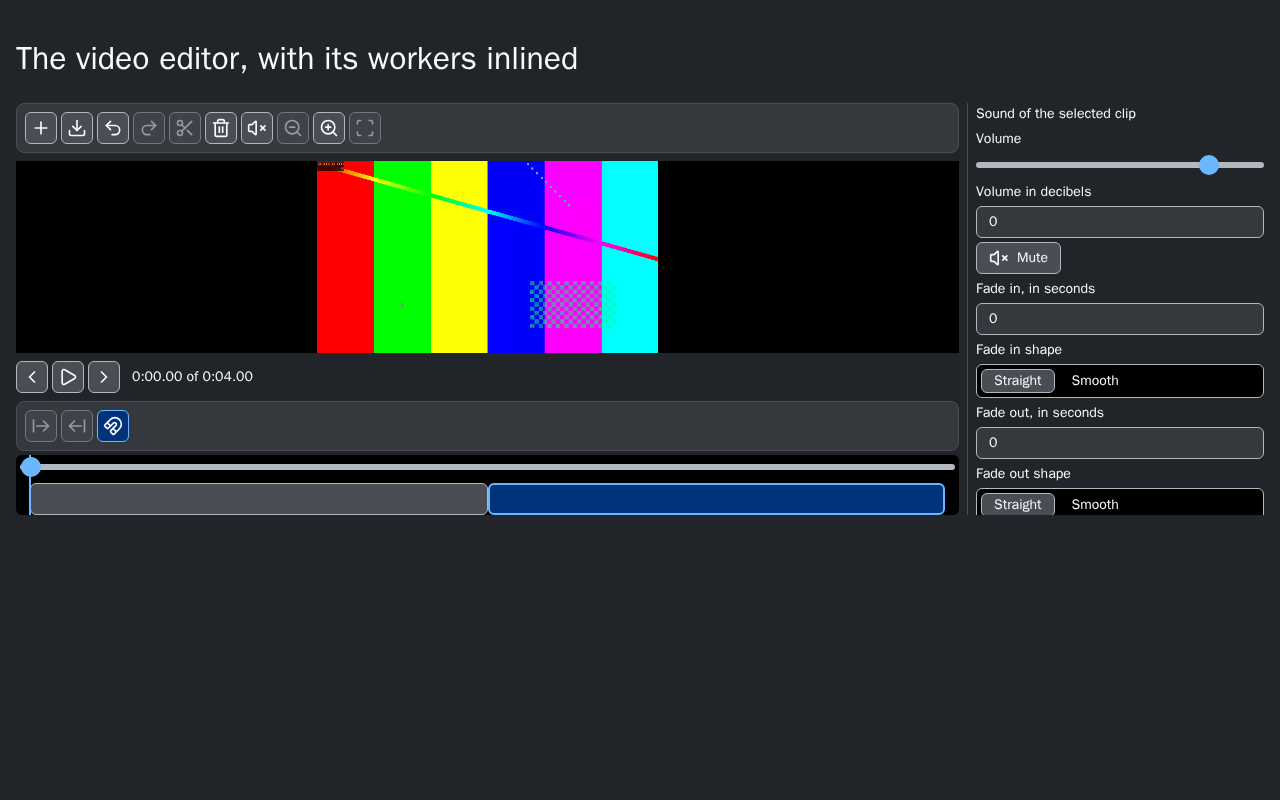 The video editor, with its workers inlined
Sound of the selected clip
Volume
Volume in decibels
0
Mute
Fade in, in seconds
0
Fade in shape
Straight Smooth
Fade out, in seconds
0
Fade out shape
Straight Smooth
0:00.00 of 0:04.00